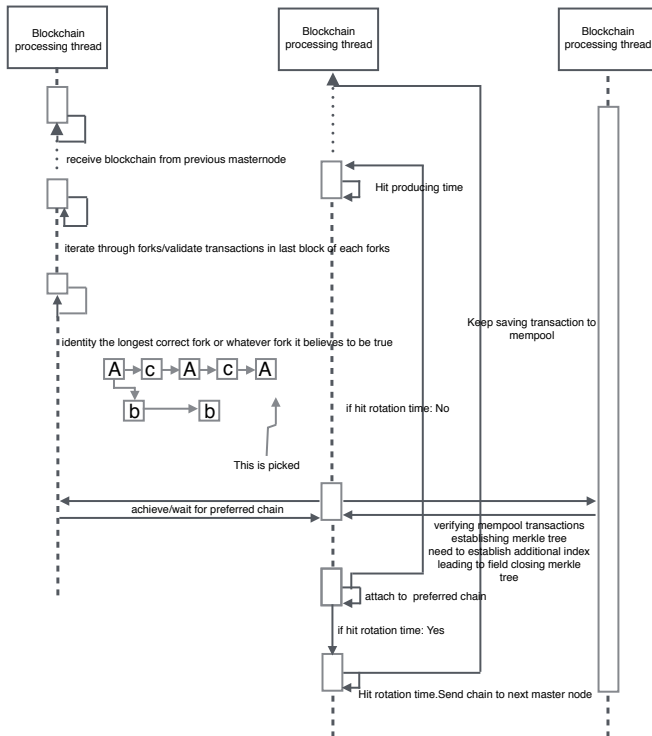 Blockchain
processing thread
Blockchain
processing thread
Blockchain
processing thread
receive blockchain from previous masternode
Hit producing time
iterate through forks/validate transactions in last block of each forks
Keep saving transaction to
mempool
identity the longest correct fork or whatever fork it believes to be true
A c A c A
b b
if hit rotation time: No
This is picked
achieve/wait for preferred chain
verifying mempool transactions
establishing merkle tree
need to establish additional index
leading to field closing merkle
tree
attach to preferred chain
if hit rotation time: Yes
Hit rotation time.Send chain to next master node